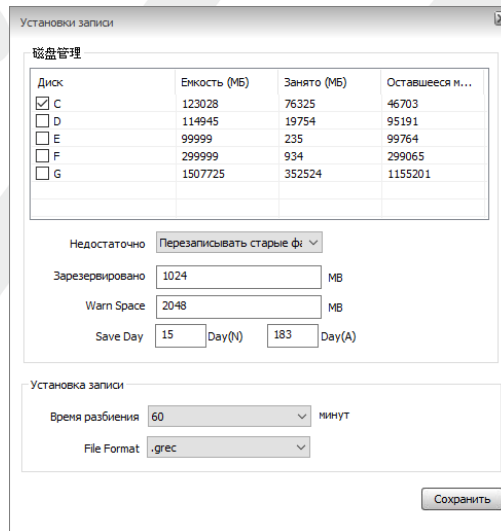 Установки записи
磁盘管理
Диск Емкость (МБ) Занято (МБ) Оставшееся м...
C 123028 76325 46703
D 114945 19754 95191
E 99999 235 99764
F 299999 934 299065
G 1507725 352524 1155201
Недостаточно Перезаписывать старые фа
Зарезервировано 1024 MB
Warn Space 2048 MB
Save Day 15 Day(N) 183 Day(A)
Установка записи
Время разбиения 60 минут
File Format .grec
Сохранить